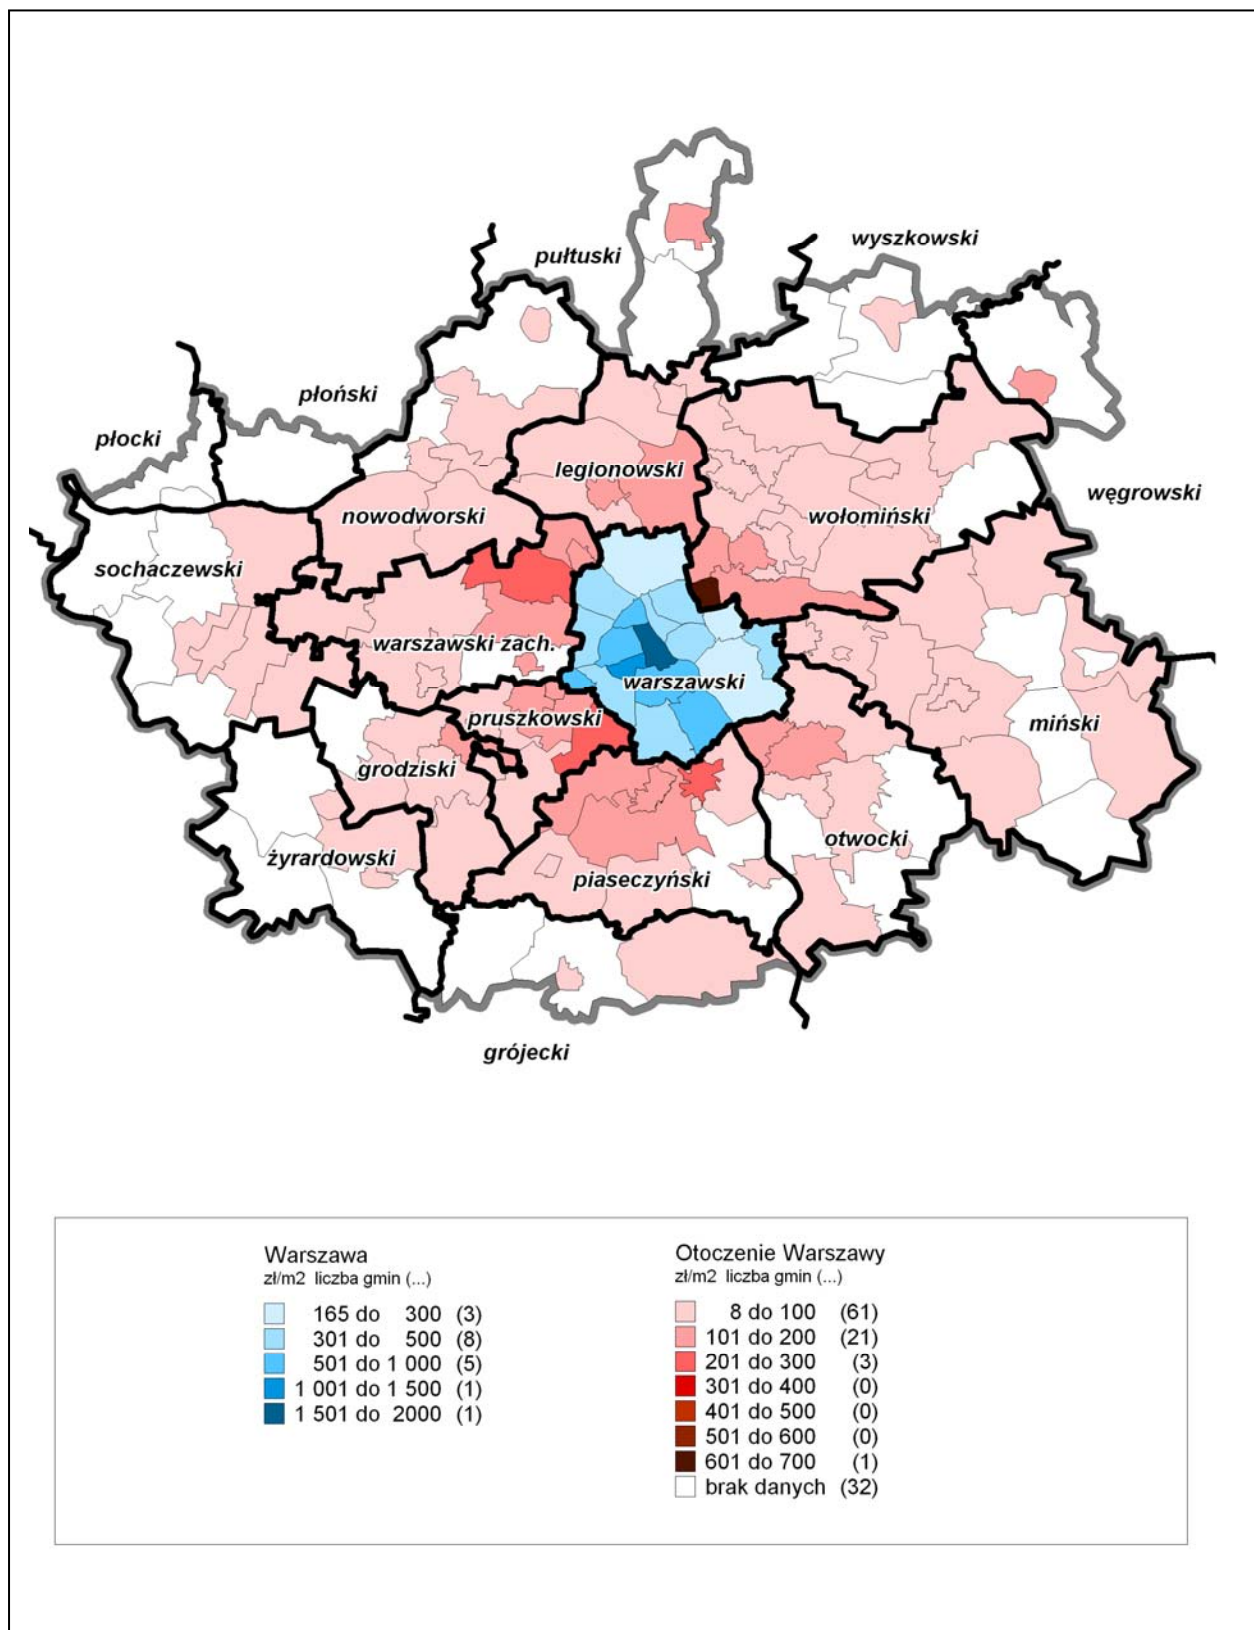 pułtuski
wyszkowski
płoński
płocki
legionowski
węgrowski
nowodworski
wołomiński
sochaczewski
warszawski zach.
warszawski
pruszkowski
miński
grodziski
otwocki
żyrardowski
piaseczyński
grójecki
Warszawa
zł/m2 liczba gmin (...)
165 do 300 (3)
301 do 500 (8)
501 do 1 000 (5)
1 001 do 1 500 (1)
1 501 do 2000 (1)
Otoczenie Warszawy
zł/m2 liczba gmin (...)
8 do 100 (61)
101 do 200 (21)
201 do 300 (3)
301 do 400 (0)
401 do 500 (0)
501 do 600 (0)
601 do 700 (1)
brak danych (32)